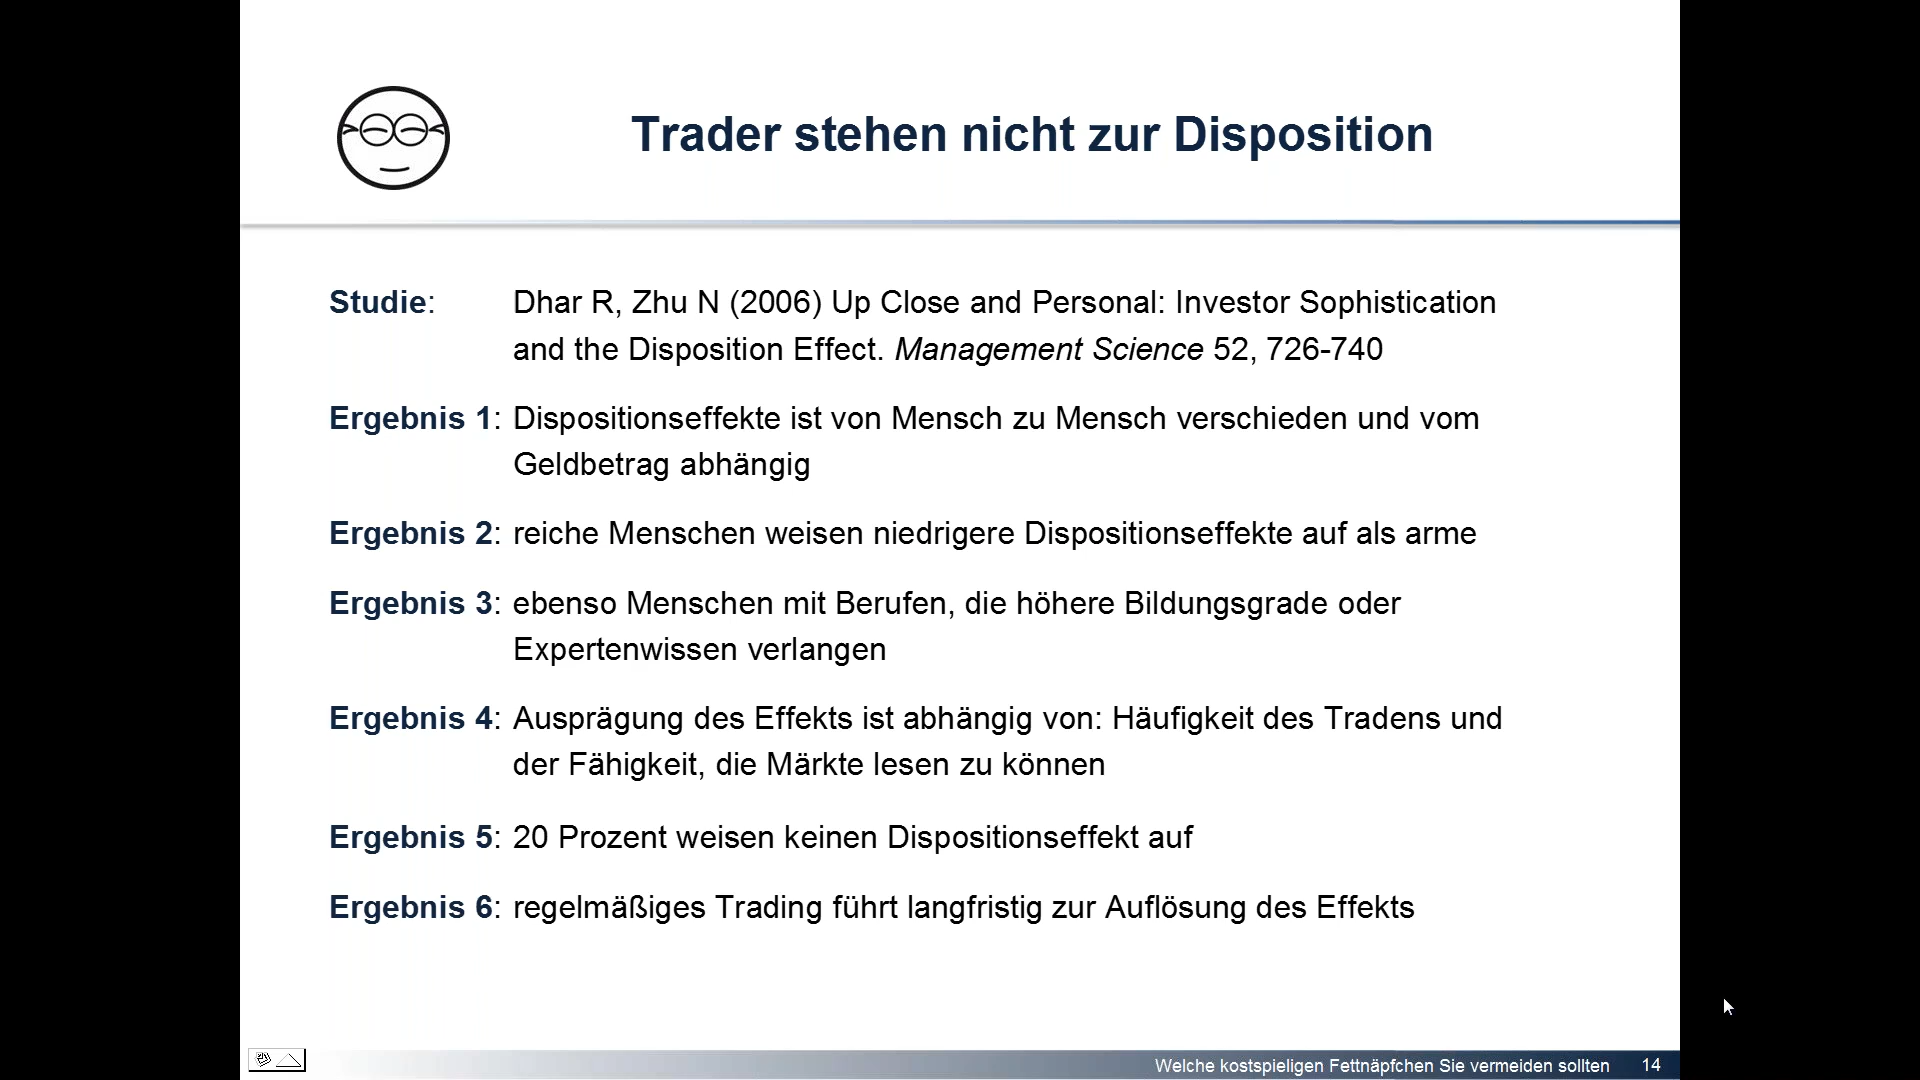 Trader stehen nicht zur Disposition
Studie: Dhar R, Zhu N (2006) Up Close and Personal: Investor Sophistication
and the Disposition Effect. Management Science 52, 726-740
Ergebnis 1: Dispositionseffekte ist von Mensch zu Mensch verschieden und vom
Geldbetrag abhängig
Ergebnis 2: reiche Menschen weisen niedrigere Dispositionseffekte auf als arme
Ergebnis 3: ebenso Menschen mit Berufen, die höhere Bildungsgrade oder
Expertenwissen verlangen
Ergebnis 4: Ausprägung des Effekts ist abhängig von: Häufigkeit des Tradens und
der Fähigkeit, die Märkte lesen zu können
Ergebnis 5: 20 Prozent weisen keinen Dispositionseffekt auf
Ergebnis 6: regelmäßiges Trading führt langfristig zur Auflösung des Effekts
Welche kostspieligen Fettnäpfchen Sie vermeiden sollten 14